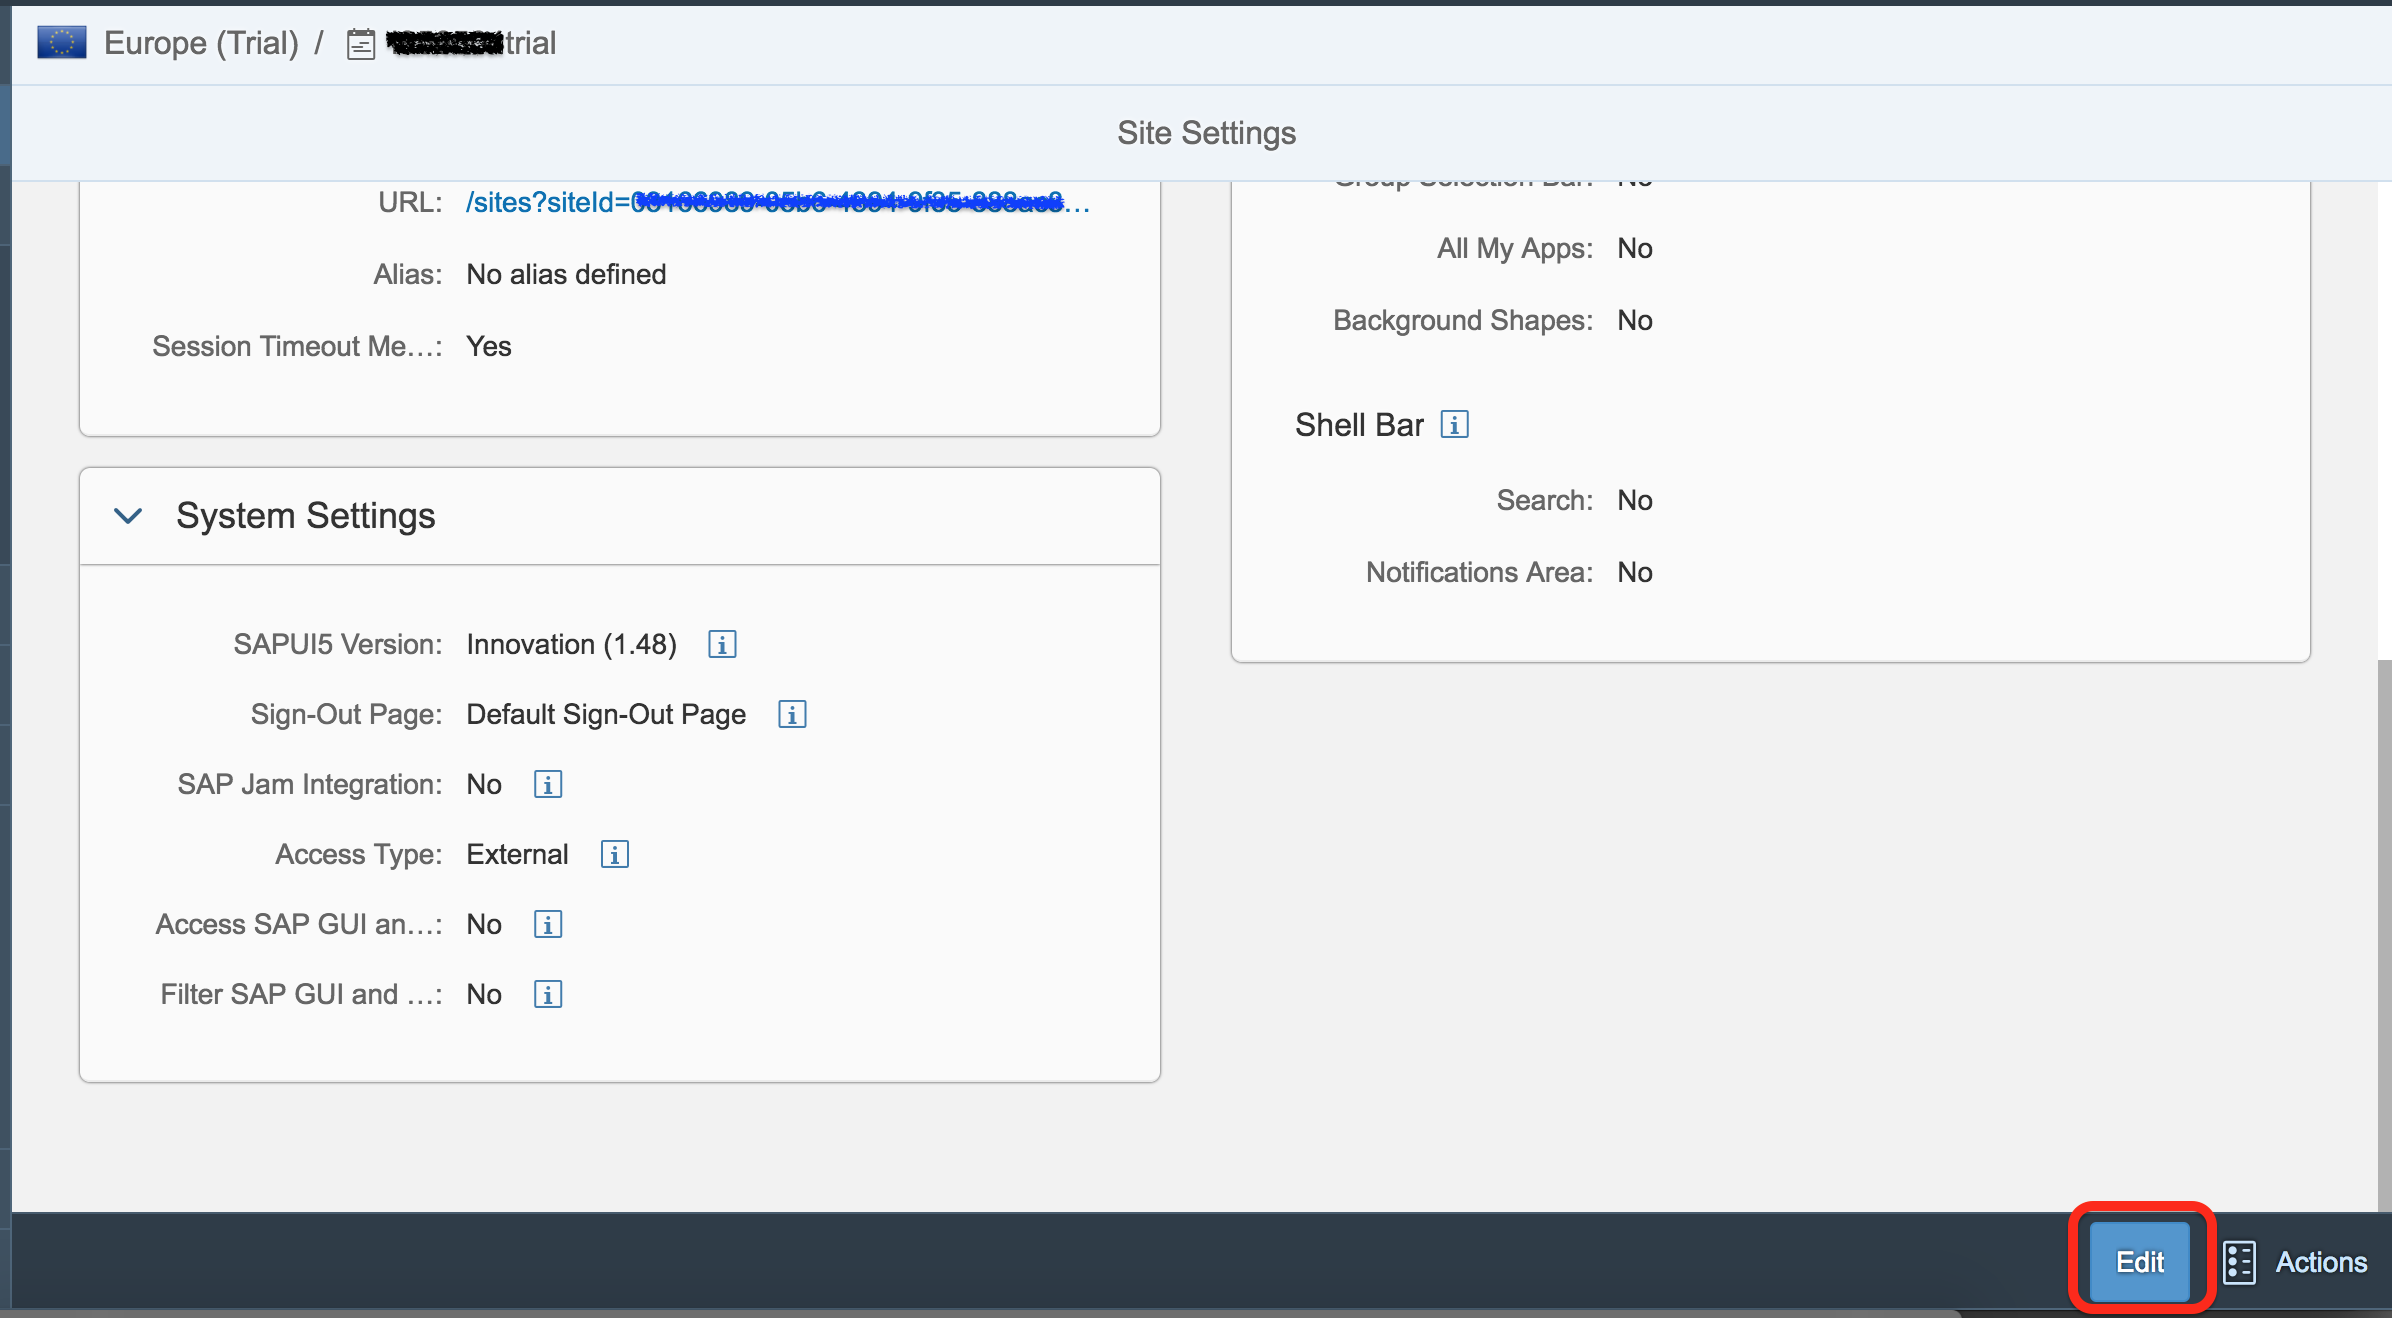 Europe (Trial) / trial
Site Settings
URL: /sites?siteId=
Alias: No alias defined
Session Timeout Me...: Yes
System Settings
SAPUI5 Version: Innovation (1.48)
Sign-Out Page: Default Sign-Out Page
SAP Jam Integration: No
Access Type: External
Access SAP GUI an...: No
Filter SAP GUI and ...: No
Group Selection Bar: No
All My Apps: No
Background Shapes: No
Shell Bar
Search: No
Notifications Area: No
Edit
Actions